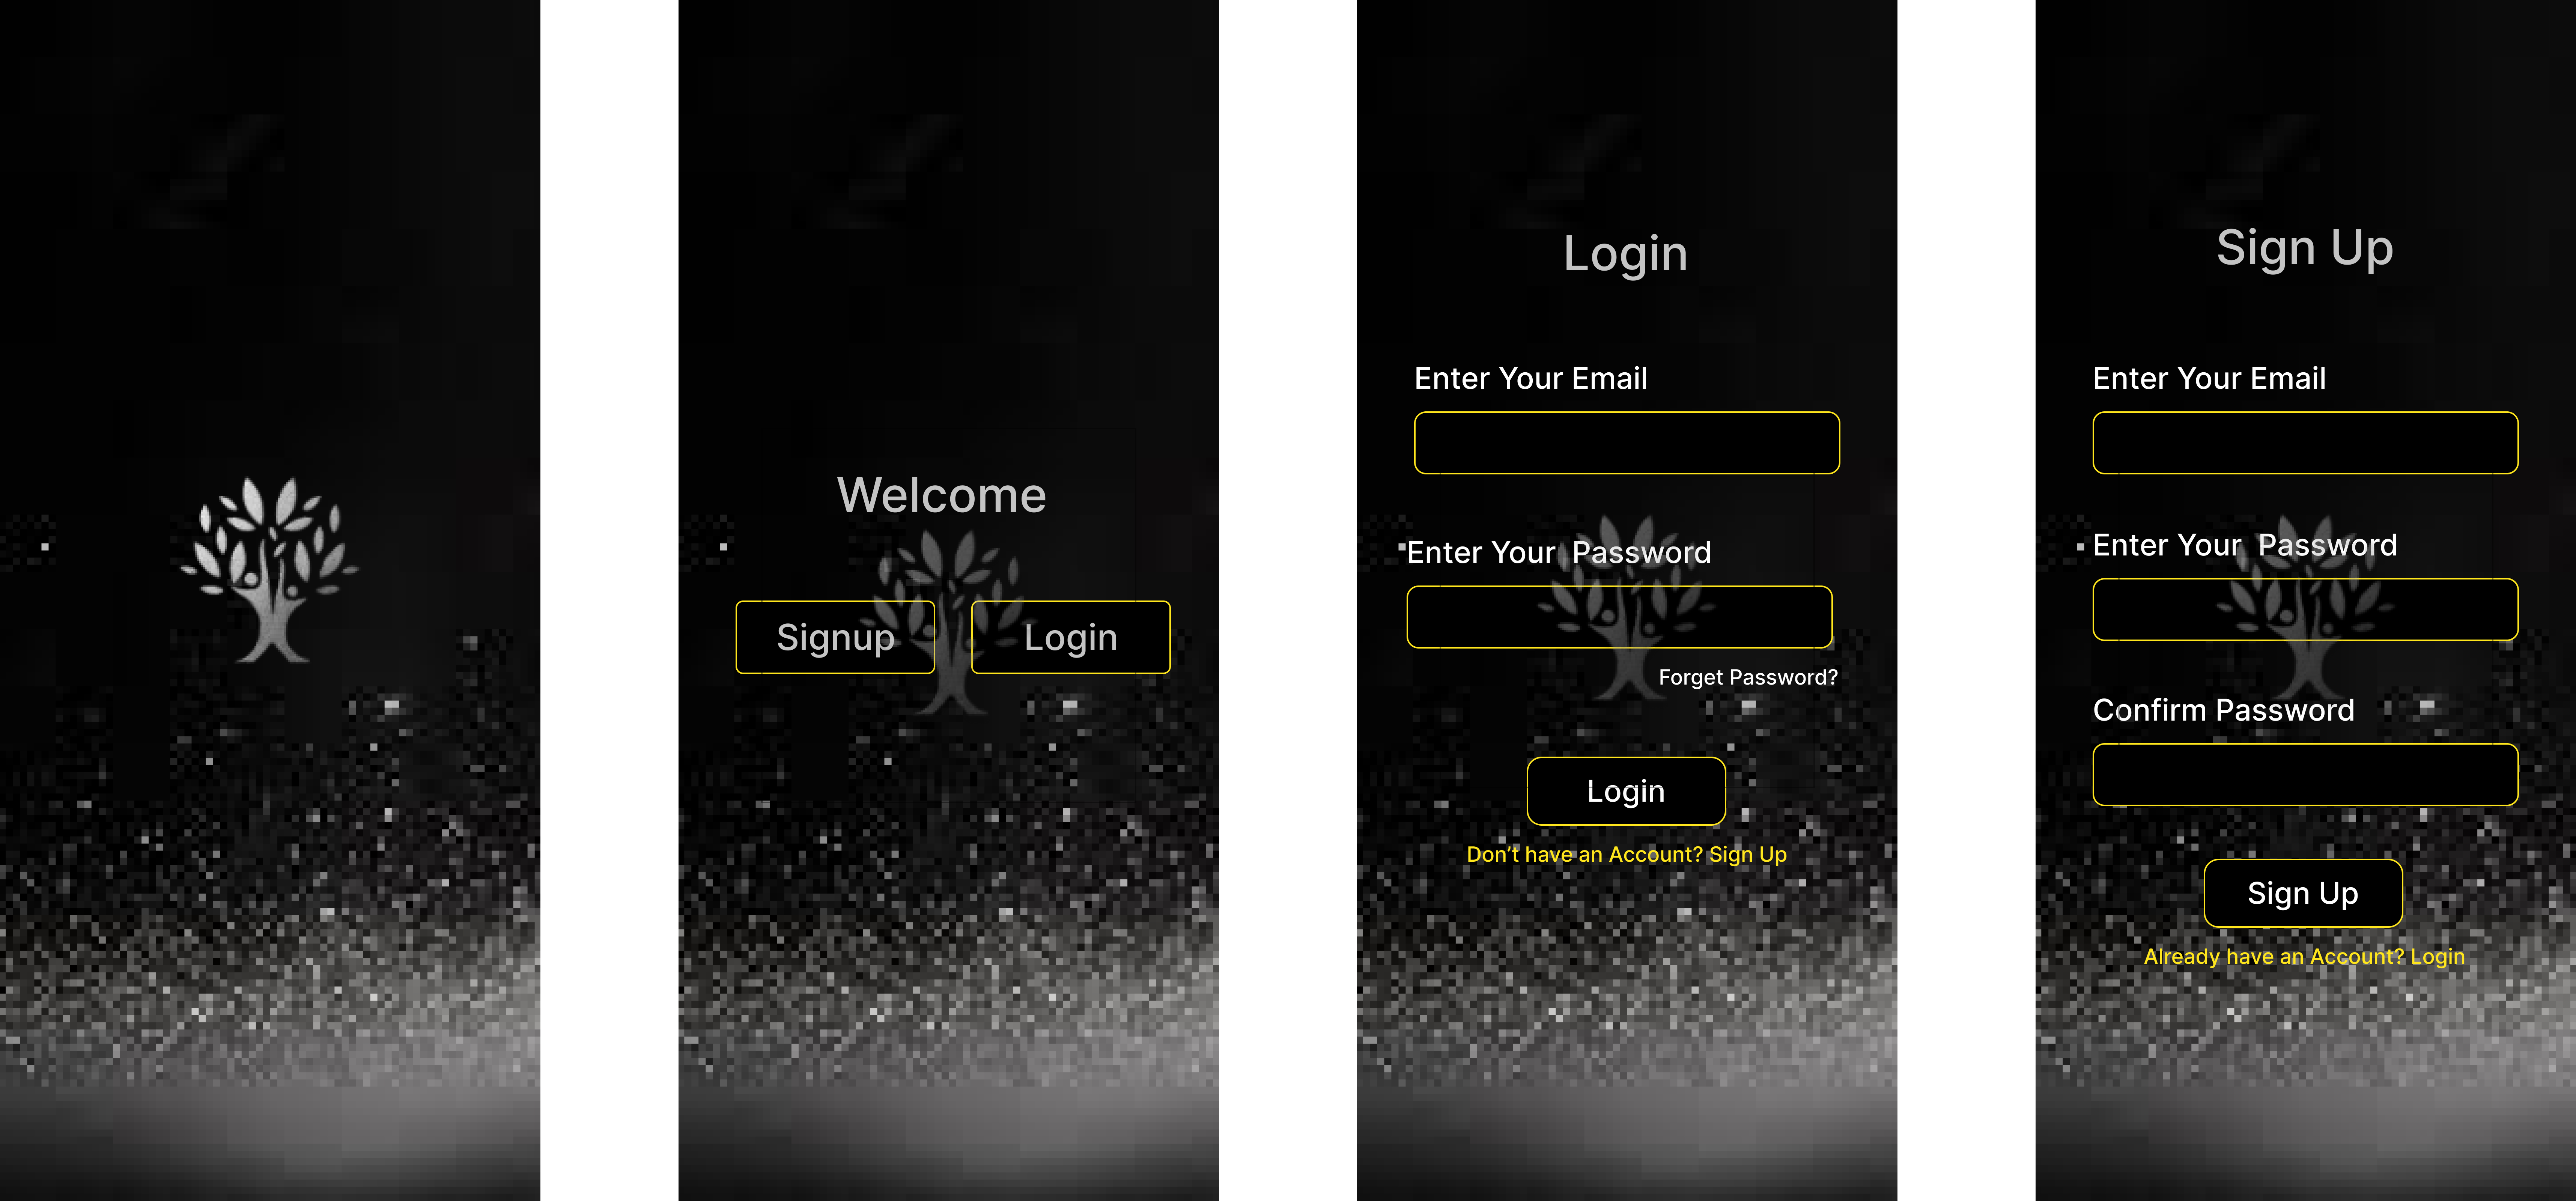 Welcome
Signup
Login
Login
Enter Your Email
Enter Your  Password
Forget Password?
Login
Don’t have an Account? Sign Up
Sign Up
Enter Your Email
Enter Your  Password
Confirm Password
Sign Up
Already have an Account? Login